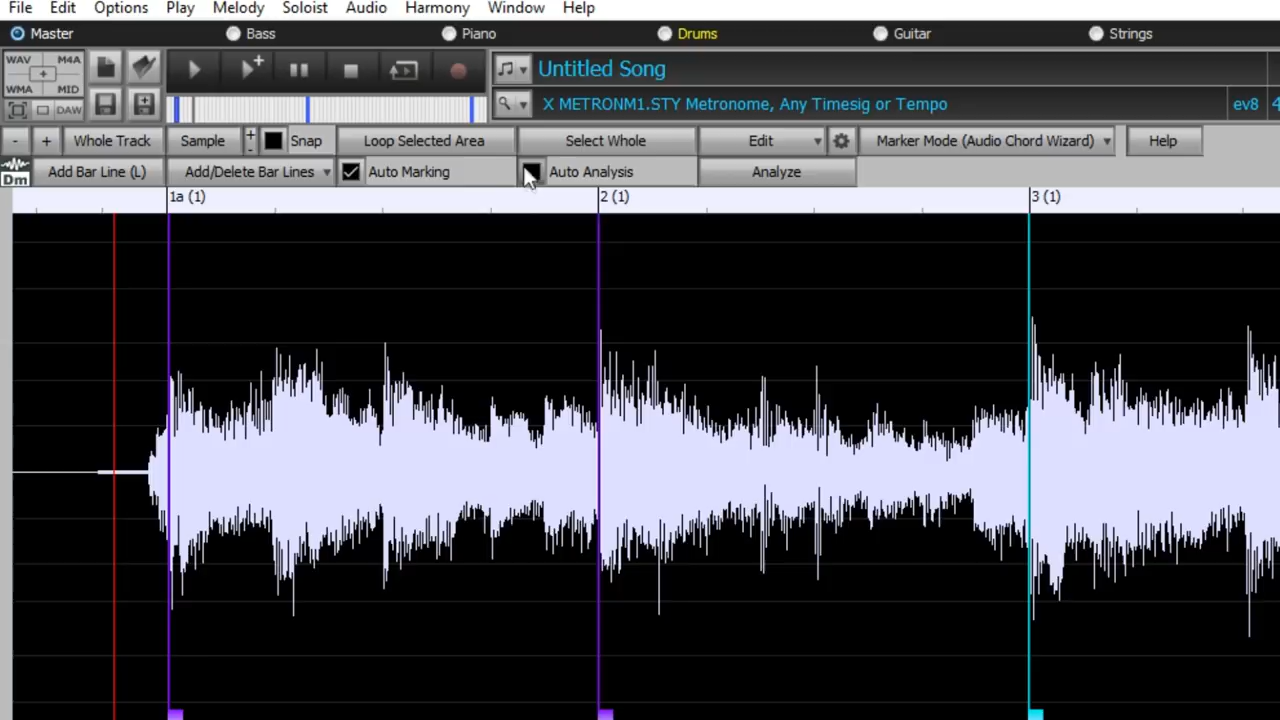 File Edit Options Play Melody Soloist Audio Harmony Window Help
Master Bass Piano Drums Guitar Strings
WAV M4A
WMA MID
DAW
Untitled Song
X METRONM1.STY Metronome, Any Timesig or Tempo ev8 4
- + Whole Track Sample + - Snap Loop Selected Area Select Whole Edit Marker Mode (Audio Chord Wizard) Help
Dm Add Bar Line (L) Add/Delete Bar Lines Auto Marking Auto Analysis Analyze
1a (1) 2 (1) 3 (1)